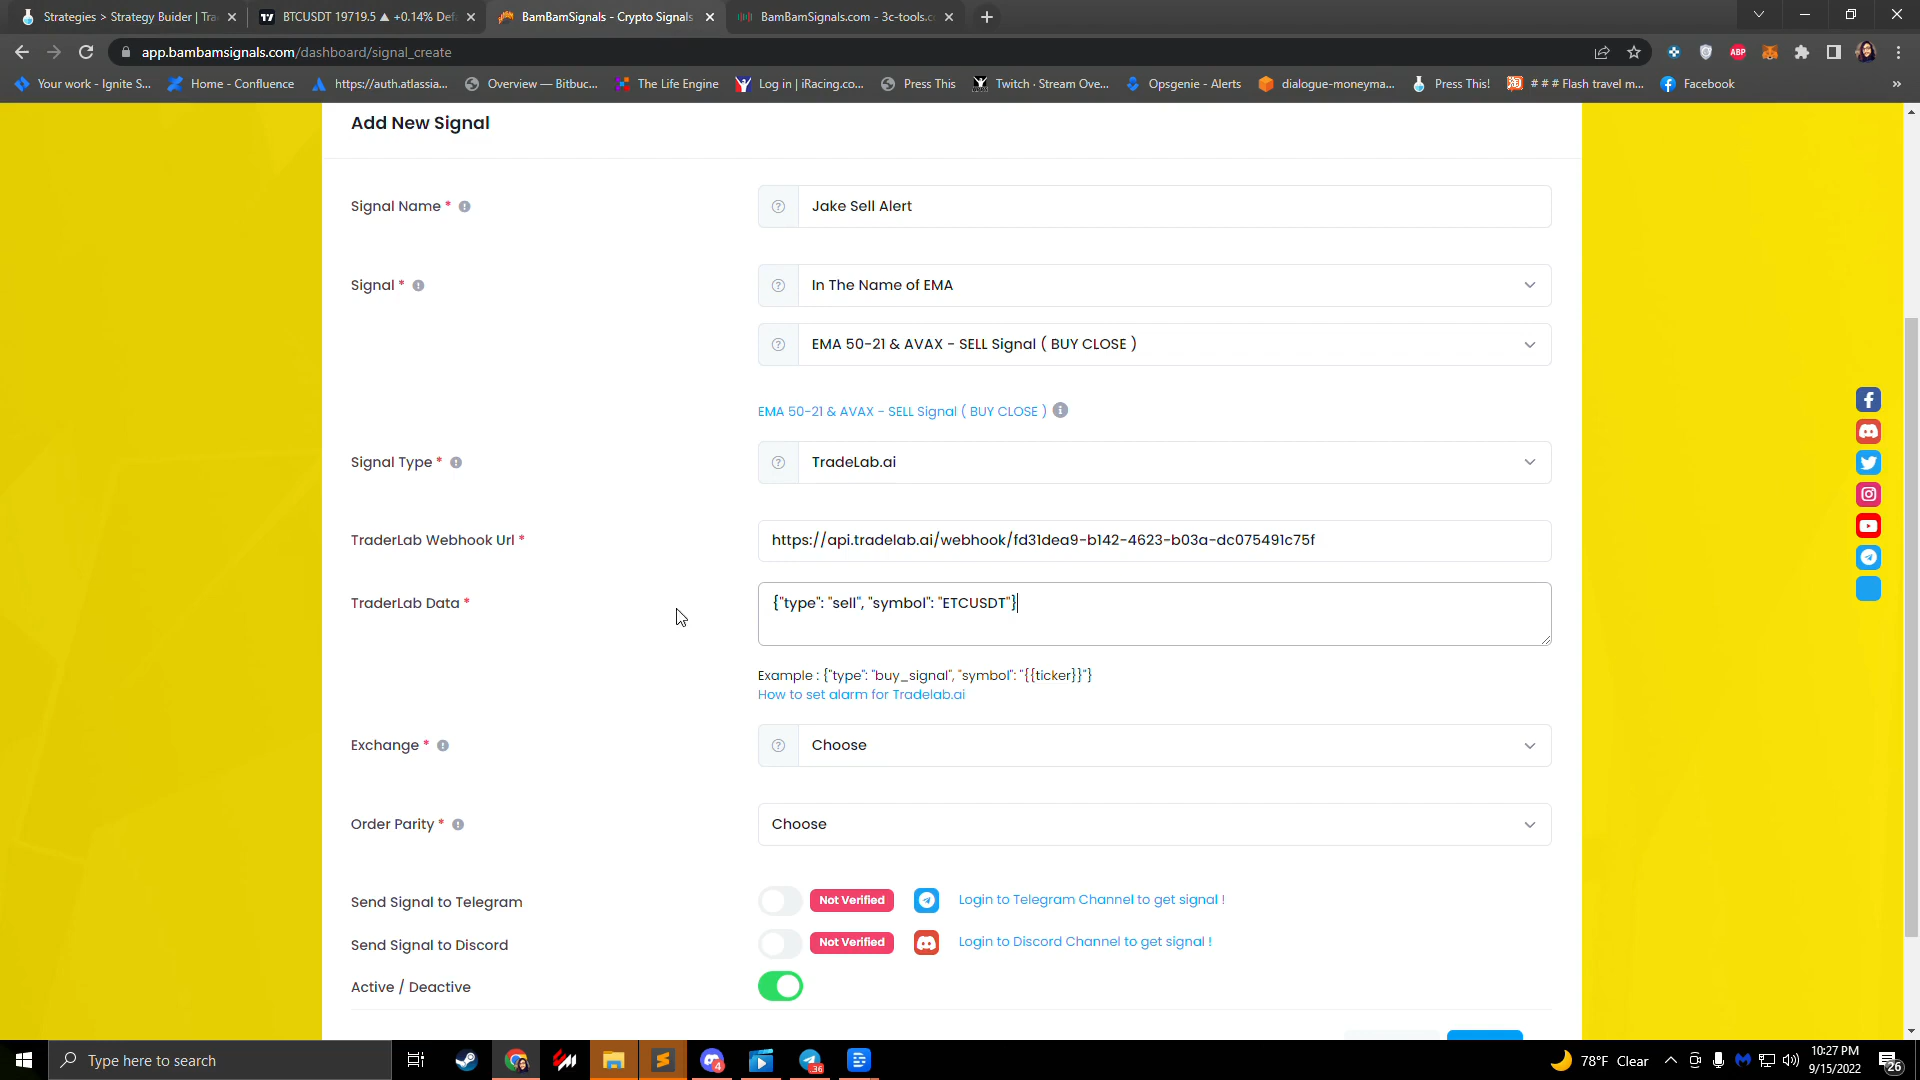 Strategies > Strategy Buider | Tra
BTCUSDT 19719.5 ▲ +0.14% Def
BamBamSignals - Crypto Signals
BamBamSignals.com - 3c-tools.c
app.bambamsignals.com/dashboard/signal_create
ABP
Your work - Ignite S...
Home - Confluence
https://auth.atlassia...
Overview — Bitbuc...
The Life Engine
Log in | iRacing.co...
Press This
Twitch · Stream Ove...
Opsgenie - Alerts
dialogue-moneyma...
Press This!
# # # Flash travel m...
Facebook
»
Add New Signal
Signal Name *
Jake Sell Alert
Signal *
In The Name of EMA
EMA 50-21 & AVAX - SELL Signal ( BUY CLOSE )
EMA 50-21 & AVAX - SELL Signal ( BUY CLOSE )
Signal Type *
TradeLab.ai
TraderLab Webhook Url *
https://api.tradelab.ai/webhook/fd31dea9-b142-4623-b03a-dc075491c75f
TraderLab Data *
{"type": "sell", "symbol": "ETCUSDT"}
Example : {"type": "buy_signal", "symbol": "{{ticker}}"}
How to set alarm for Tradelab.ai
Exchange *
Choose
Order Parity *
Choose
Send Signal to Telegram
Not Verified
Login to Telegram Channel to get signal !
Send Signal to Discord
Not Verified
Login to Discord Channel to get signal !
Active / Deactive
Type here to search
4
36
78°F Clear
10:27 PM
9/15/2022
26